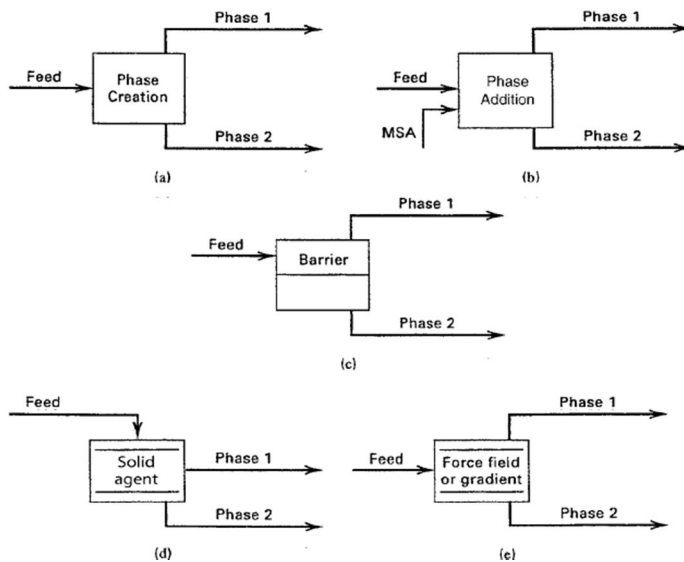 Phase 1
Feed
Phase
Creation
Phase 2
(a)
Phase 1
Feed
Phase
Addition
MSA
Phase 2
(b)
Phase 1
Feed
Barrier
Phase 2
(c)
Feed
Solid
agent
Phase 1
Phase 2
(d)
Phase 1
Feed
Force field
or gradient
Phase 2
(e)